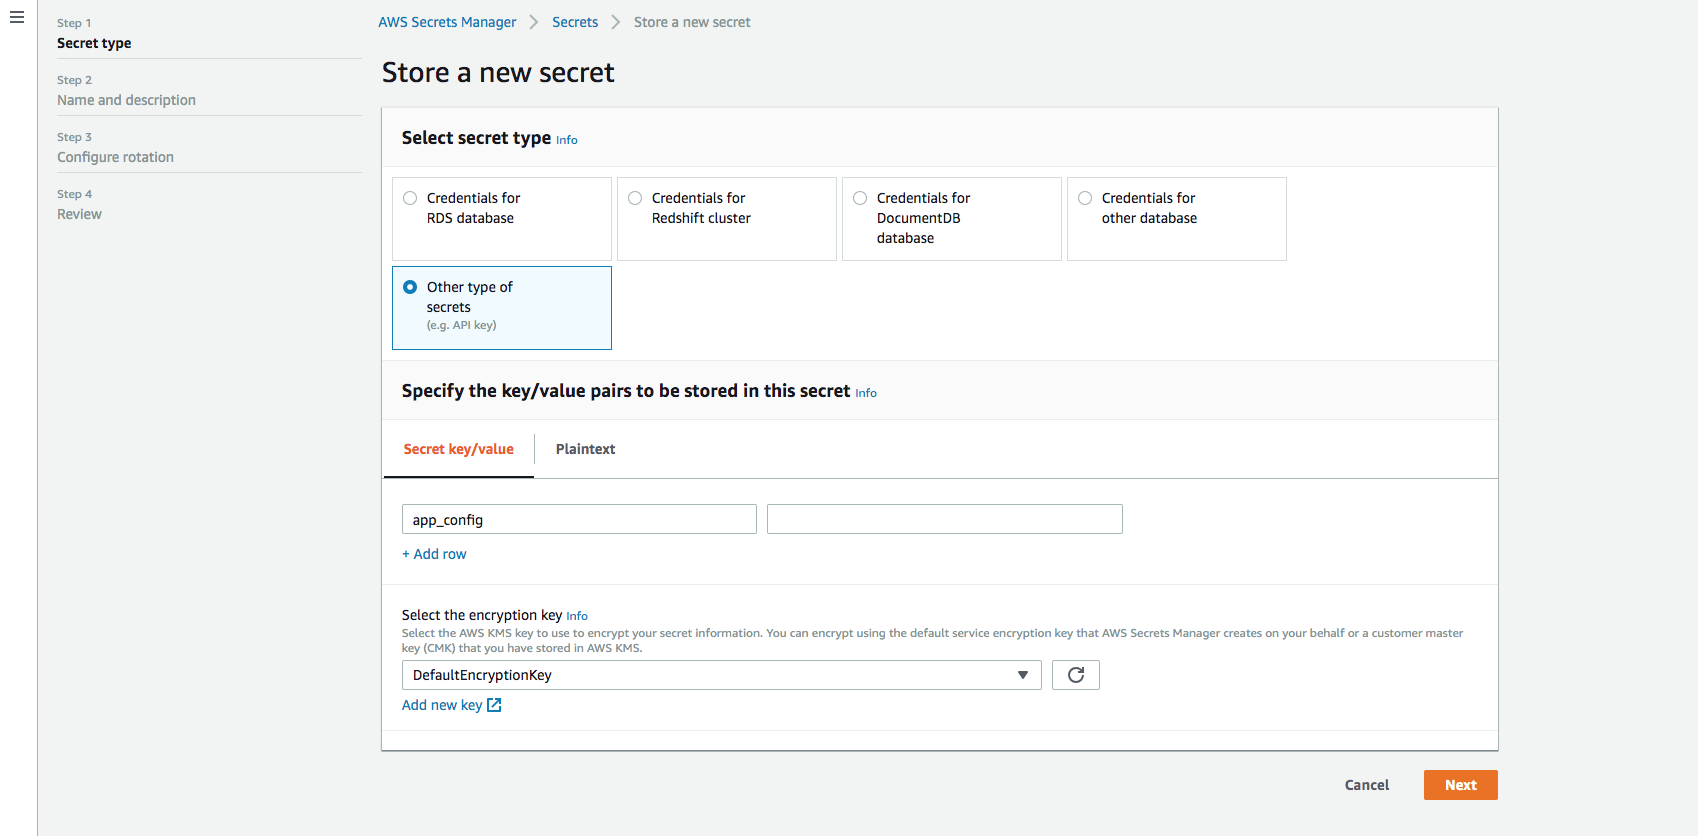 Step 1
Secret type
Step 2
Name and description
Step 3
Configure rotation
Step 4
Review
AWS Secrets Manager
Secrets
Store a new secret
Store a new secret
Select secret type Info
Credentials for
RDS database
Credentials for
Redshift cluster
Credentials for
DocumentDB
database
Credentials for
other database
Other type of
secrets
(e.g. API key)
Specify the key/value pairs to be stored in this secret Info
Secret key/value
Plaintext
app_config
+ Add row
Select the encryption key Info
Select the AWS KMS key to use to encrypt your secret information. You can encrypt using the default service encryption key that AWS Secrets Manager creates on your behalf or a customer master
key (CMK) that you have stored in AWS KMS.
DefaultEncryptionKey
Add new key
Cancel
Next